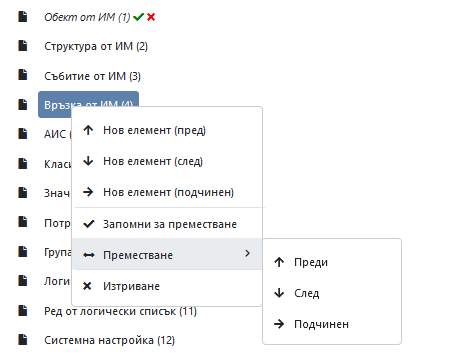 Обект от ИМ (1)
Структура от ИМ (2)
Събитие от ИМ (3)
Връзка от ИМ (4)
АИС (
Класи
Знач
Потр
Група
Логи
Ред от логически списък (11)
Системна настройка (12)
Нов елемент (пред)
Нов елемент (след)
Нов елемент (подчинен)
Запомни за преместване
Преместване
Изтриване
Преди
След
Подчинен